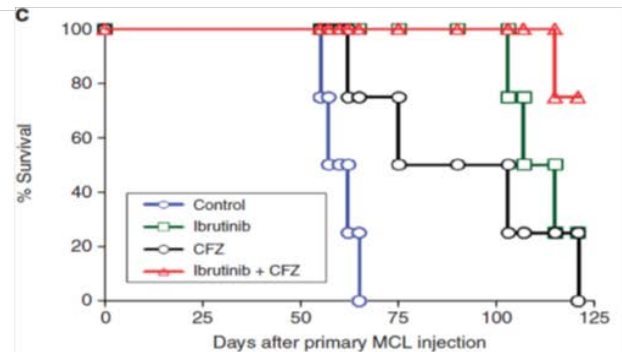 C
100
80
60
40
20
0
% Survival
Control
Ibrutinib
CFZ
Ibrutinib + CFZ
0 25 50 75 100 125
Days after primary MCL injection